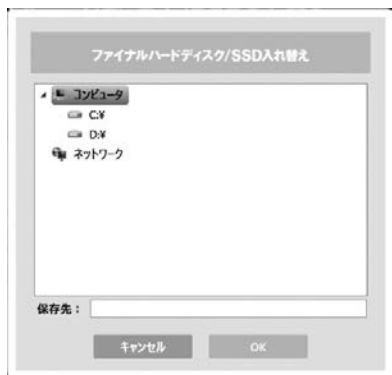 ファイナルハードディスク/SSD入れ替え
コンピュータ
C:¥
D:¥
ネットワーク
保存先：
キャンセル
OK